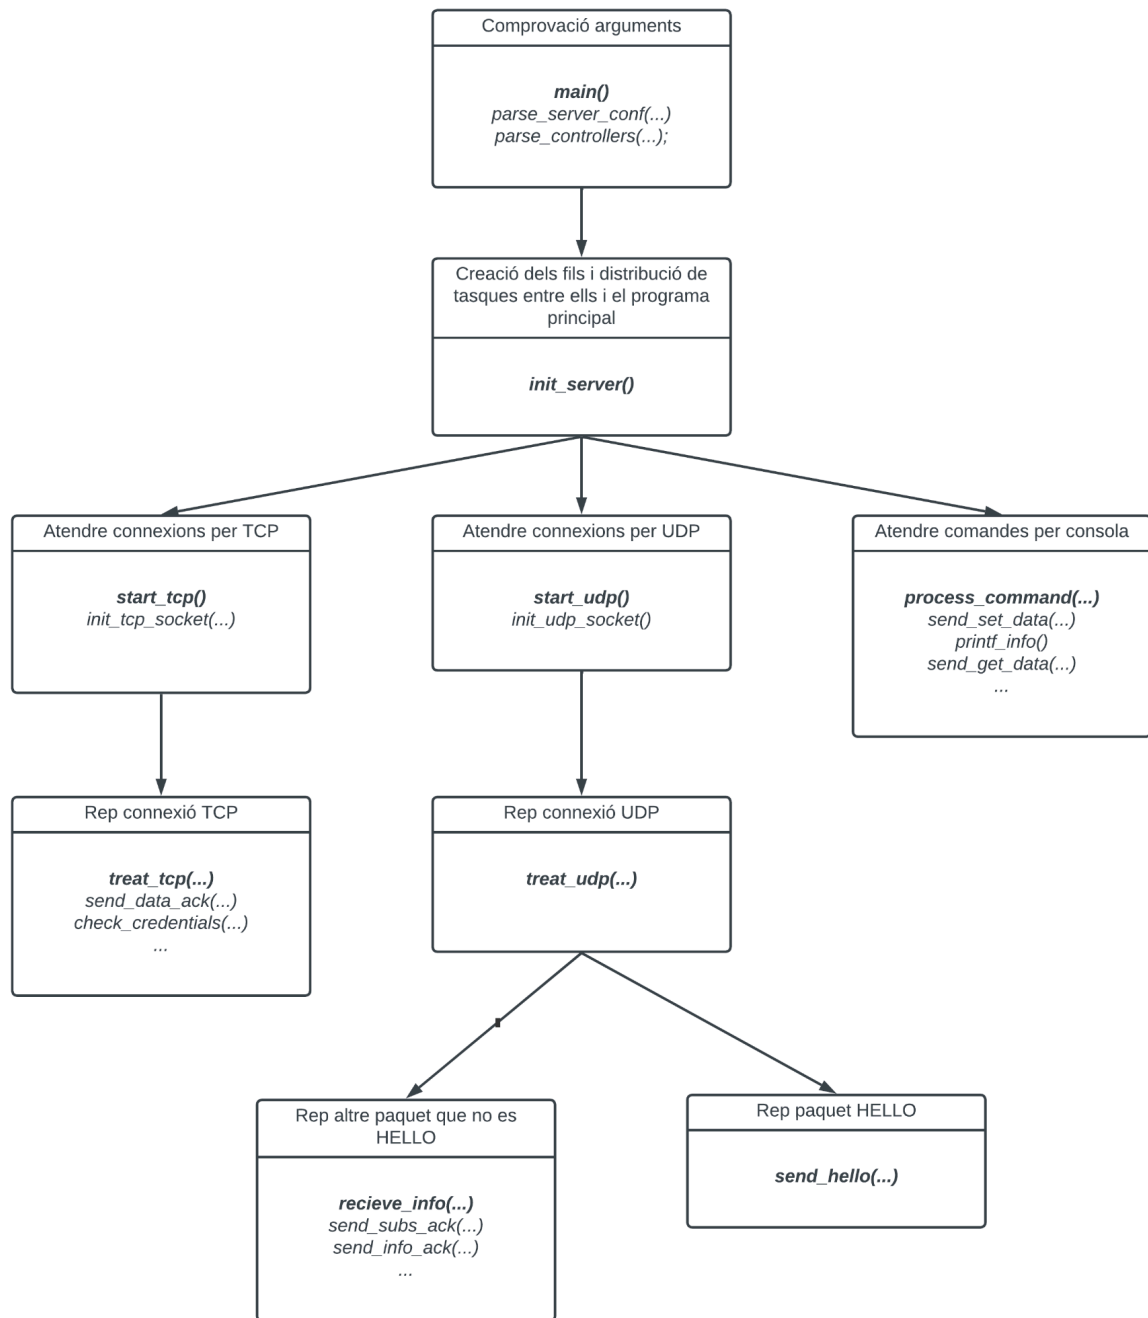 Comprovació arguments
main()
parse_server_conf(...)
parse_controllers(...);
Creació dels fils i distribució de
tasques entre ells i el programa
principal
init_server()
Atendre connexions per TCP
start_tcp()
init_tcp_socket(...)
Atendre connexions per UDP
start_udp()
init_udp_socket()
Atendre comandes per consola
process_command(...)
send_set_data(...)
printf_info()
send_get_data(...)
...
Rep connexió TCP
treat_tcp(...)
send_data_ack(...)
check_credentials(...)
...
Rep connexió UDP
treat_udp(...)
Rep altre paquet que no es
HELLO
recieve_info(...)
send_subs_ack(...)
send_info_ack(...)
...
Rep paquet HELLO
send_hello(...)